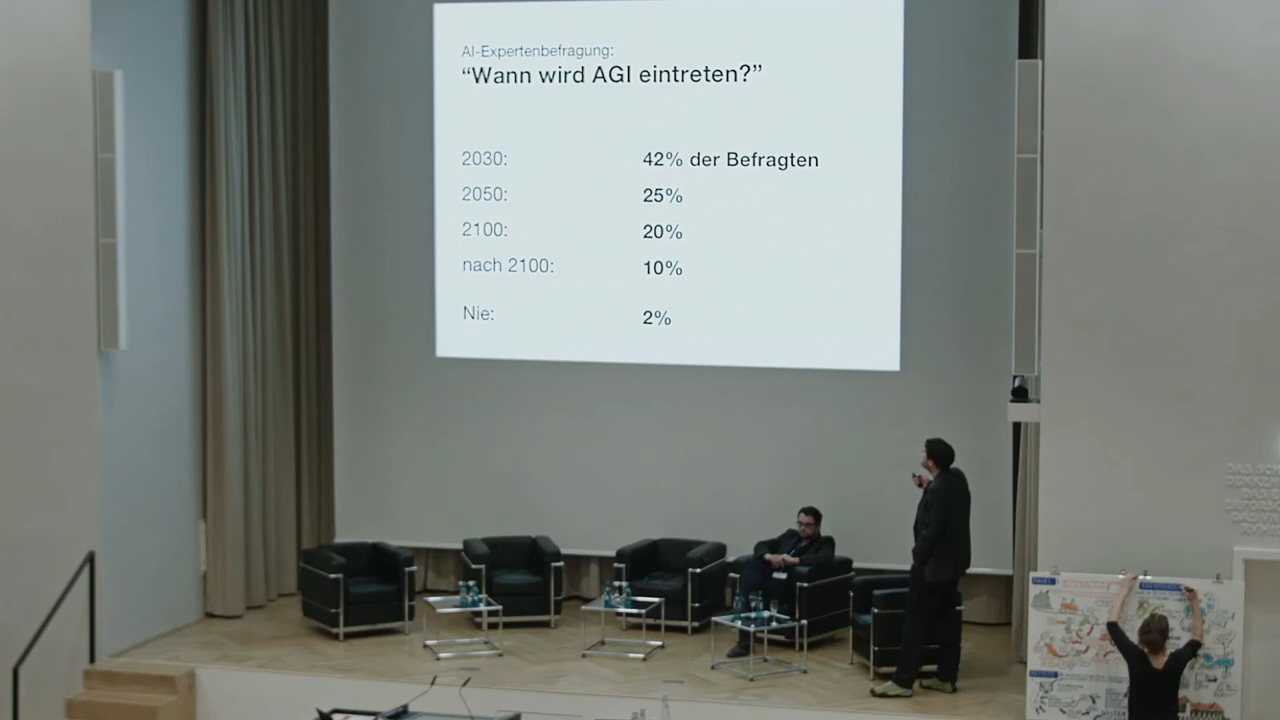 AI-Expertenbefragung:
“Wann wird AGI eintreten?”
2030: 42% der Befragten
2050: 25%
2100: 20%
nach 2100: 10%
Nie: 2%